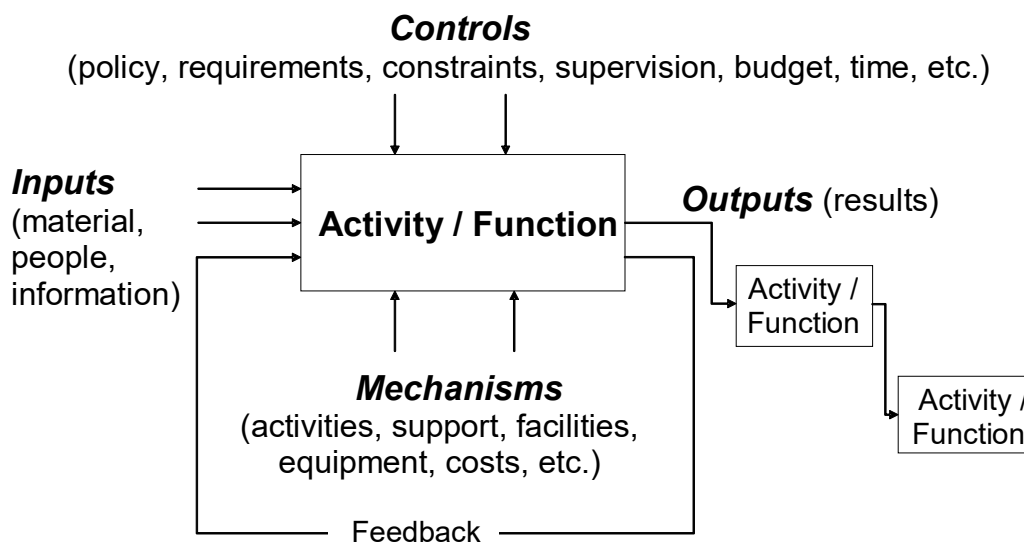 Controls
(policy, requirements, constraints, supervision, budget, time, etc.)
Inputs
(material,
people,
information)
Activity / Function
Outputs (results)
Activity /
Function
Activity /
Function
Mechanisms
(activities, support, facilities,
equipment, costs, etc.)
Feedback